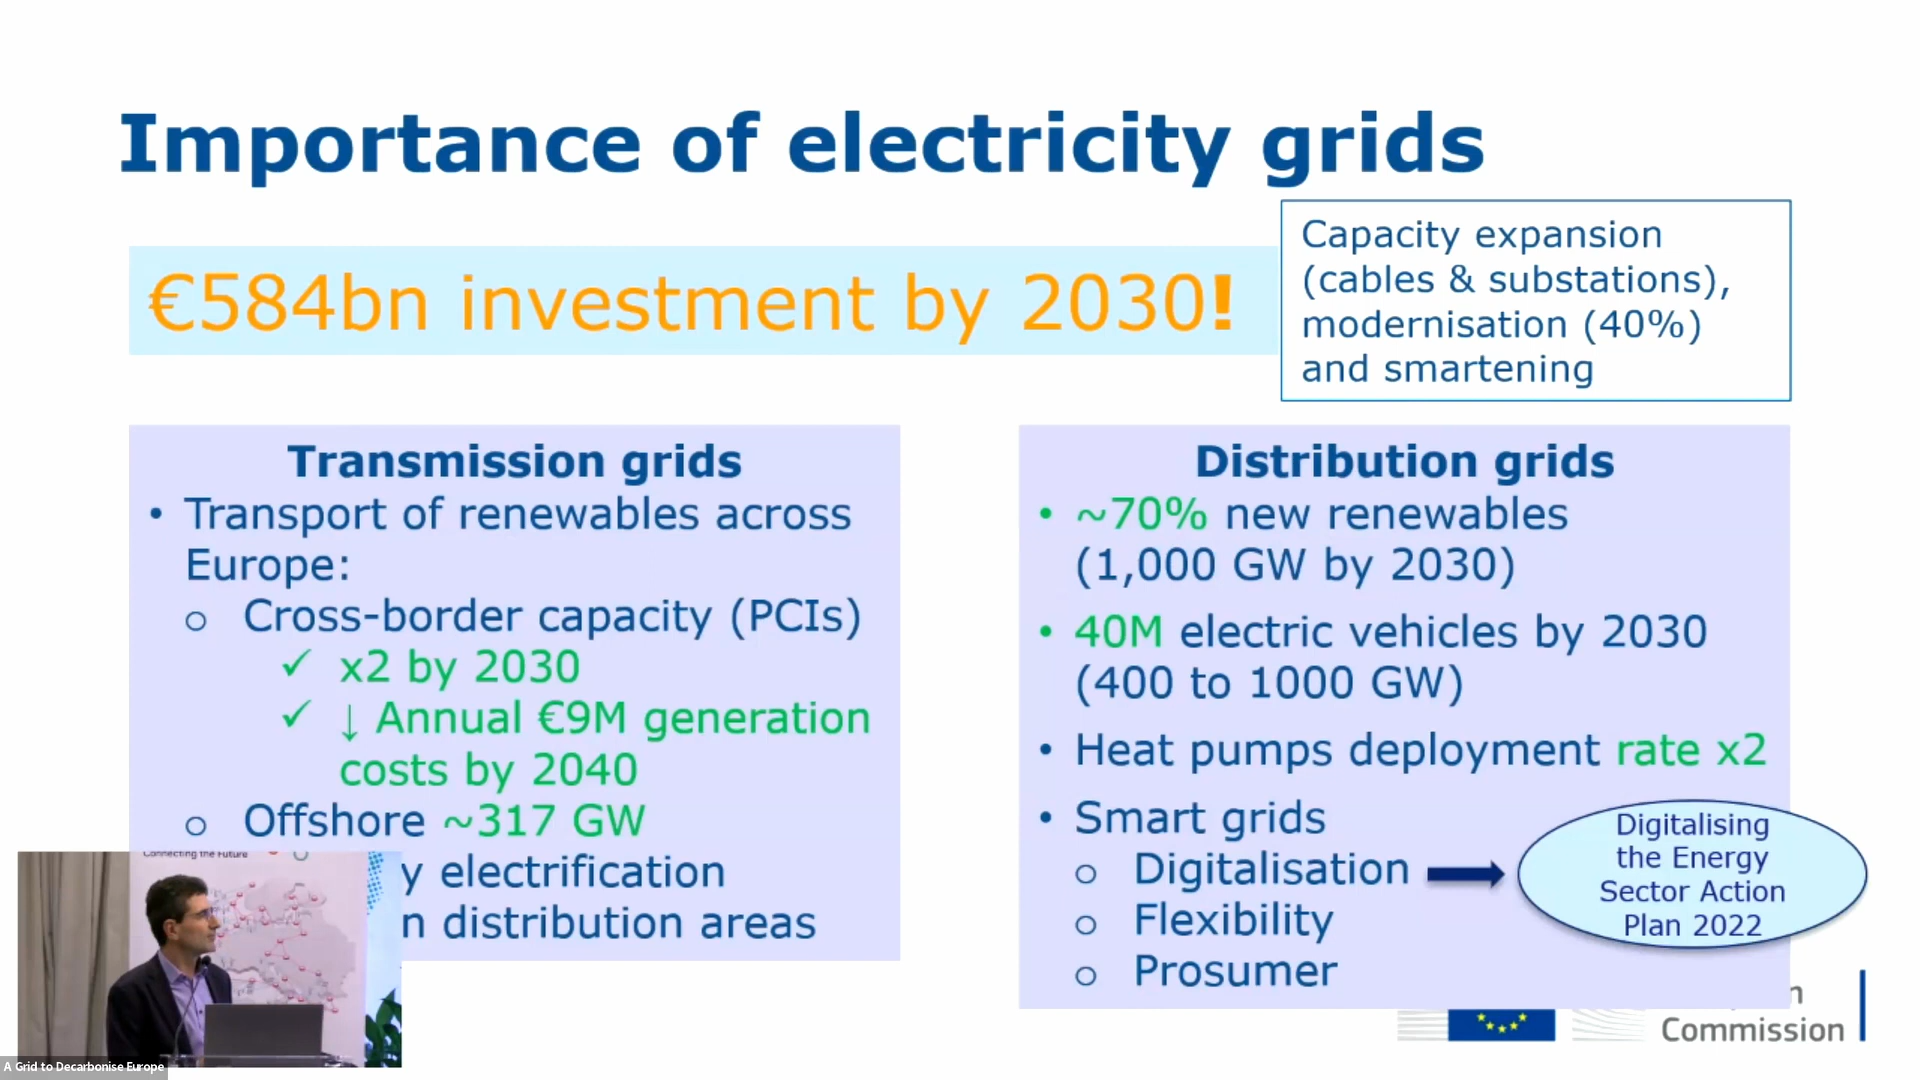 Importance of electricity grids
€584bn investment by 2030!
Capacity expansion
(cables & substations),
modernisation (40%)
and smartening
Transmission grids
• Transport of renewables across
Europe:
o Cross-border capacity (PCIs)
✓ x2 by 2030
✓ ↓ Annual €9M generation
costs by 2040
o Offshore ~317 GW
y electrification
n distribution areas
Distribution grids
• ~70% new renewables
(1,000 GW by 2030)
• 40M electric vehicles by 2030
(400 to 1000 GW)
• Heat pumps deployment rate x2
• Smart grids
o Digitalisation
o Flexibility
o Prosumer
Digitalising
the Energy
Sector Action
Plan 2022
Connecting the Future
n
Commission
A Grid to Decarbonise Europe